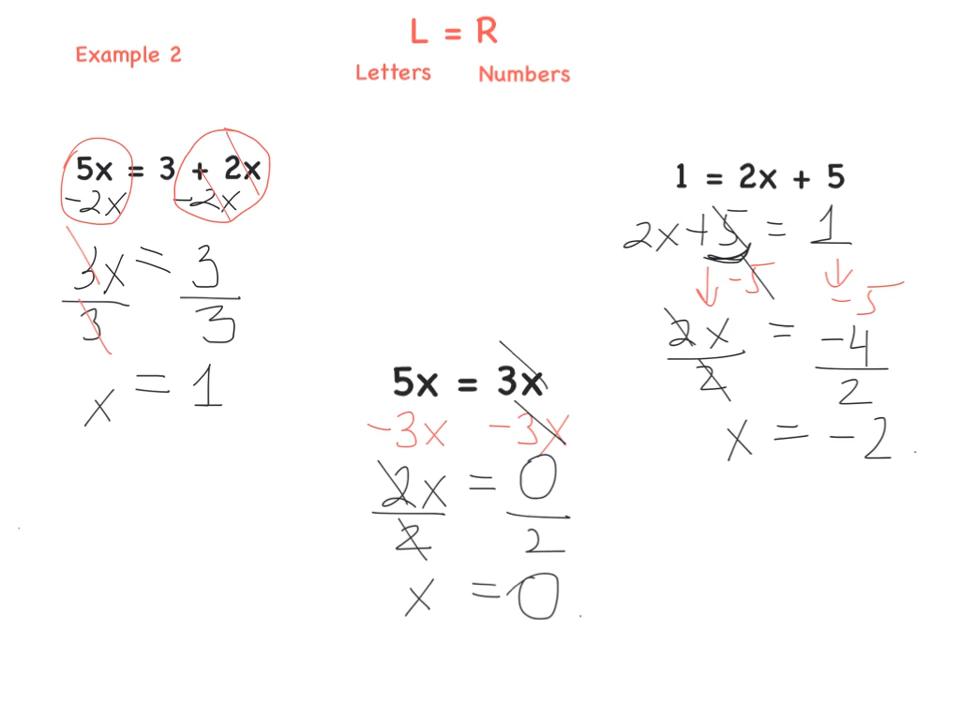 Example 2
L = R
Letters Numbers
5x = 3 + 2x
-2x -2x
3x = 3
3 3
x = 1
5x = 3x
-3x -3x
2x = 0
2 2
x = 0
1 = 2x + 5
2x + 5 = 1
-5 -5
2x = -4
2 2
x = -2